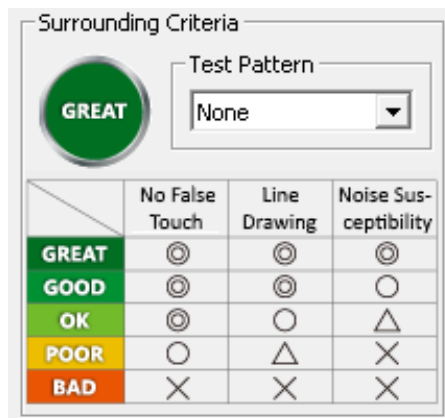 Surrounding Criteria
GREAT
Test Pattern
None
No False Touch
Line Drawing
Noise Sus-ceptibility
GREAT ◎ ◎ ◎
GOOD ◎ ◎ ○
OK ◎ ○ △
POOR ○ △ ×
BAD × × ×